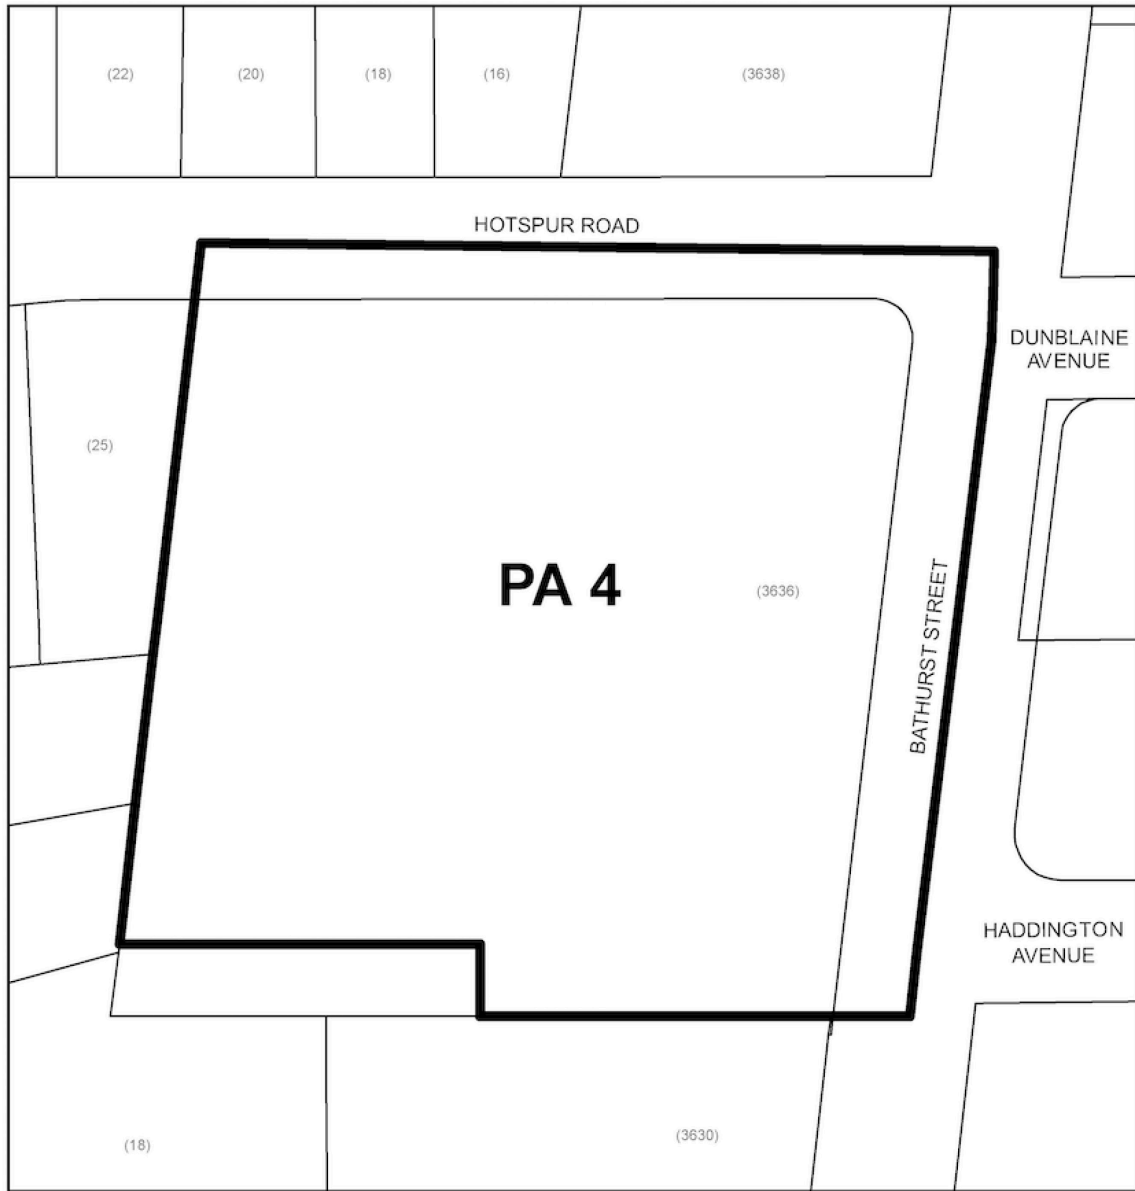 (22)
(20)
(18)
(16)
(3638)
HOTSPUR ROAD
DUNBLAINE
AVENUE
(25)
PA 4
(3636)
BATHURST STREET
HADDINGTON
AVENUE
(18)
(3630)